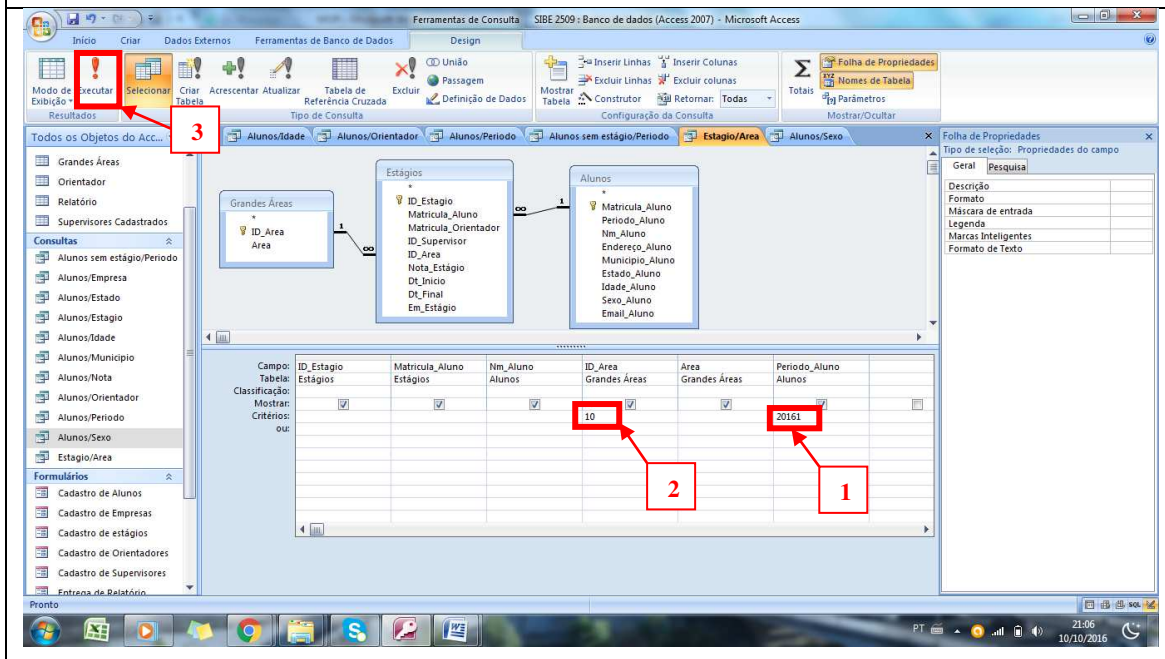 Ferramentas de Consulta SIBE 2509 : Banco de dados (Access 2007) - Microsoft Access
Início Criar Dados Externos Ferramentas de Banco de Dados Design
Modo de Exibição
Executar
Selecionar
Criar Tabela
Acrescentar
Atualizar
Tabela de Referência Cruzada
Excluir
União
Passagem
Definição de Dados
Mostrar Tabela
Inserir Linhas
Excluir Linhas
Construtor
Inserir Colunas
Excluir colunas
Retornar: Todas
Totais
Folha de Propriedades
Nomes de Tabela
Parâmetros
Resultados
Tipo de Consulta
Configuração da Consulta
Mostrar/Ocultar
3
Todos os Objetos do Acc...
Alunos/Idade Alunos/Orientador Alunos/Periodo Alunos sem estágio/Periodo Estagio/Area Alunos/Sexo
Grandes Áreas
Orientador
Relatório
Supervisores Cadastrados
Consultas
Alunos sem estágio/Periodo
Alunos/Empresa
Alunos/Estado
Alunos/Estagio
Alunos/Idade
Alunos/Municipio
Alunos/Nota
Alunos/Orientador
Alunos/Periodo
Alunos/Sexo
Estagio/Area
Formulários
Cadastro de Alunos
Cadastro de Empresas
Cadastro de estágios
Cadastro de Orientadores
Cadastro de Supervisores
Entrega de Relatório
Grandes Áreas
*
ID_Area
Area
1
∞
Estágios
*
ID_Estagio
Matricula_Aluno
Matricula_Orientador
ID_Supervisor
ID_Area
Nota_Estágio
Dt_Inicio
Dt_Final
Em_Estágio
∞
1
Alunos
*
Matricula_Aluno
Periodo_Aluno
Nm_Aluno
Endereço_Aluno
Municipio_Aluno
Estado_Aluno
Idade_Aluno
Sexo_Aluno
Email_Aluno
Campo: ID_Estagio Matricula_Aluno Nm_Aluno ID_Area Area Periodo_Aluno
Tabela: Estágios Estágios Alunos Grandes Áreas Grandes Áreas Alunos
Classificação:
Mostrar:
Critérios: 10 20161
ou:
2
1
Folha de Propriedades
Tipo de seleção: Propriedades do campo
Geral Pesquisa
Descrição
Formato
Máscara de entrada
Legenda
Marcas Inteligentes
Formato de Texto
Pronto
SQL
PT
21:06
10/10/2016